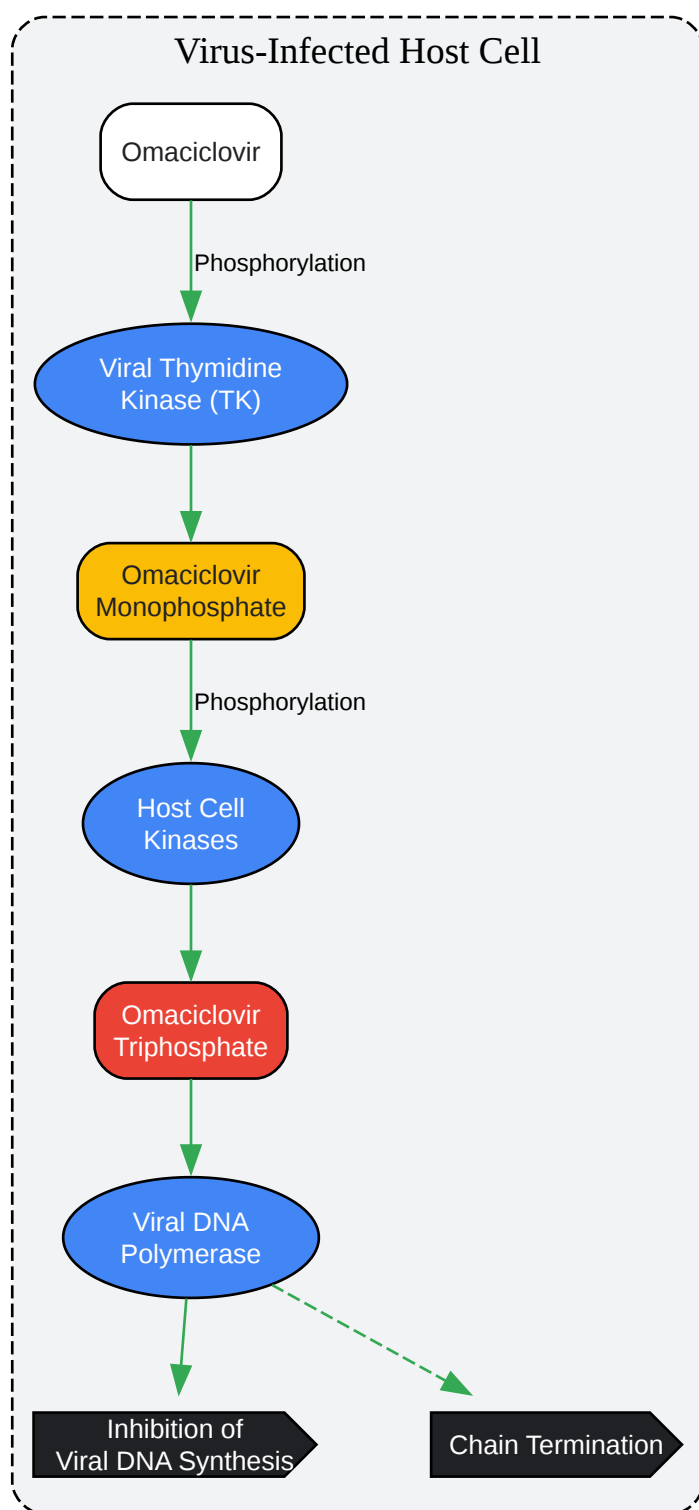 Virus-Infected Host Cell
Omaciclovir
Phosphorylation
Viral Thymidine
Kinase (TK)
Omaciclovir
Monophosphate
Phosphorylation
Host Cell
Kinases
Omaciclovir
Triphosphate
Viral DNA
Polymerase
Inhibition of
Viral DNA Synthesis
Chain Termination